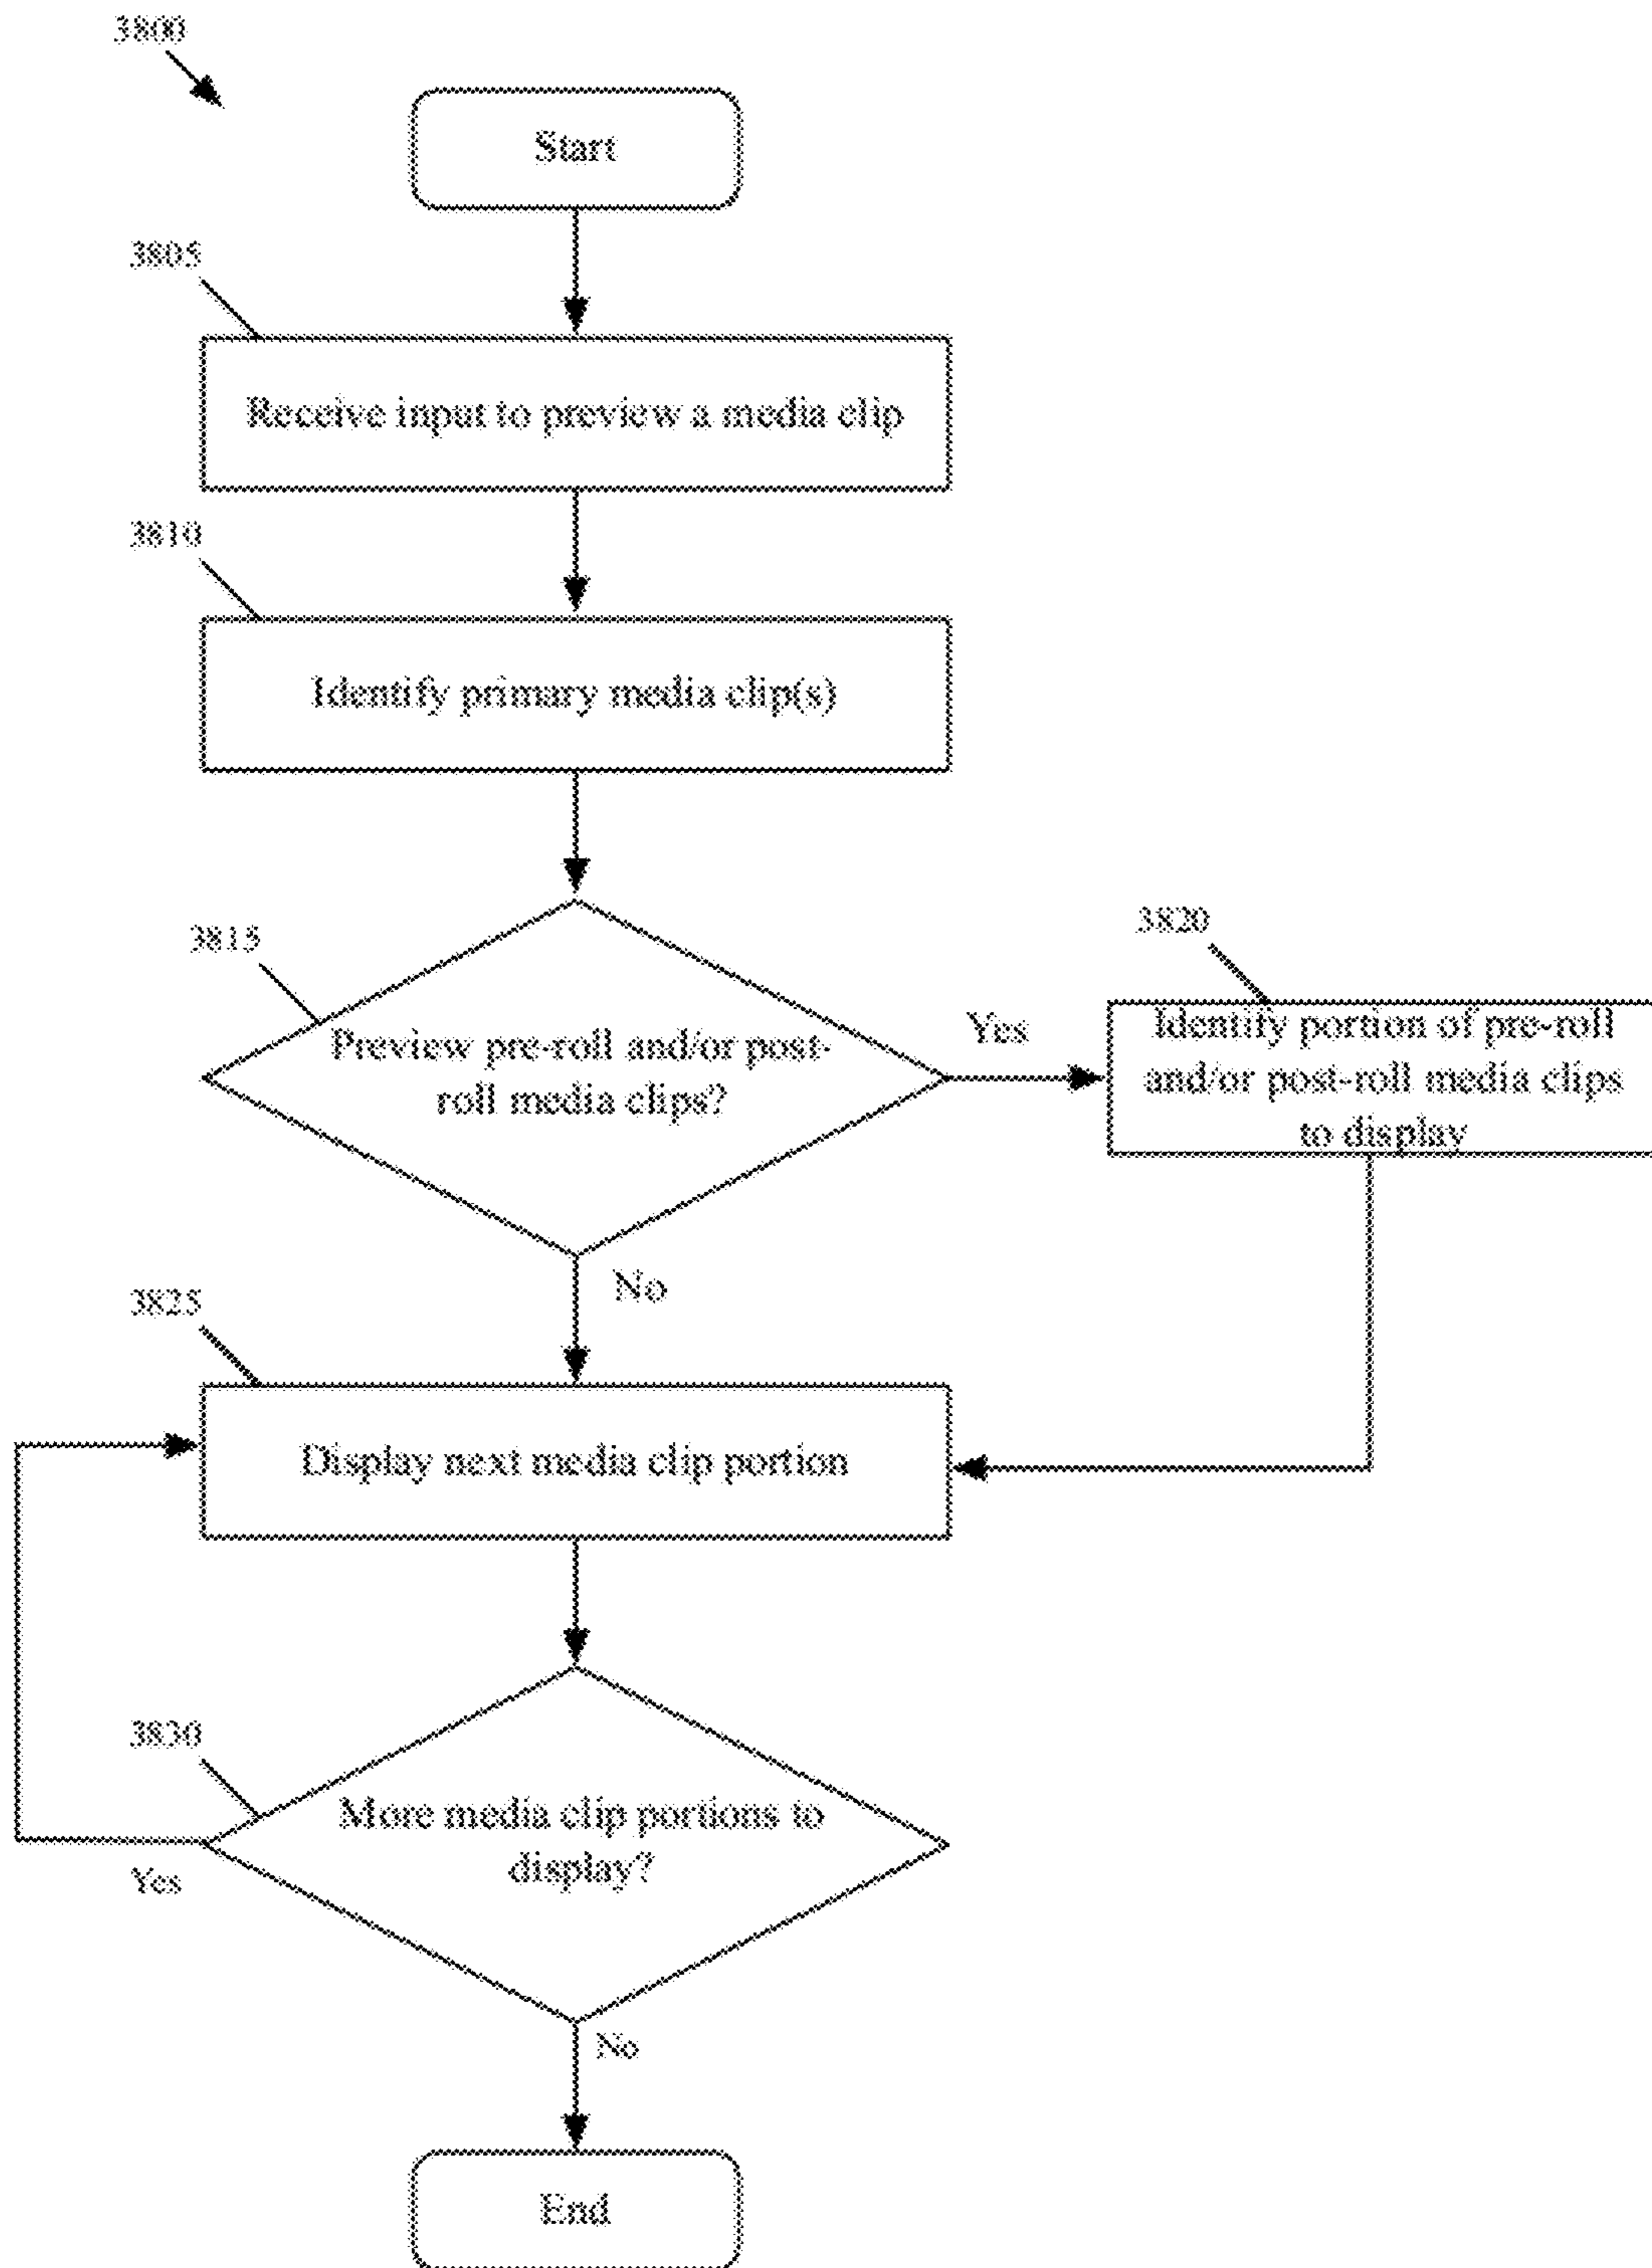 3800
Start
3805
Receive input to preview a media clip
3810
Identify primary media clip(s)
3815
Preview pre-roll and/or post-
roll media clips?
Yes
3820
Identify portion of pre-roll
and/or post-roll media clips
to display
No
3825
Display next media clip portion
3830
More media clip portions to
display?
Yes
No
End